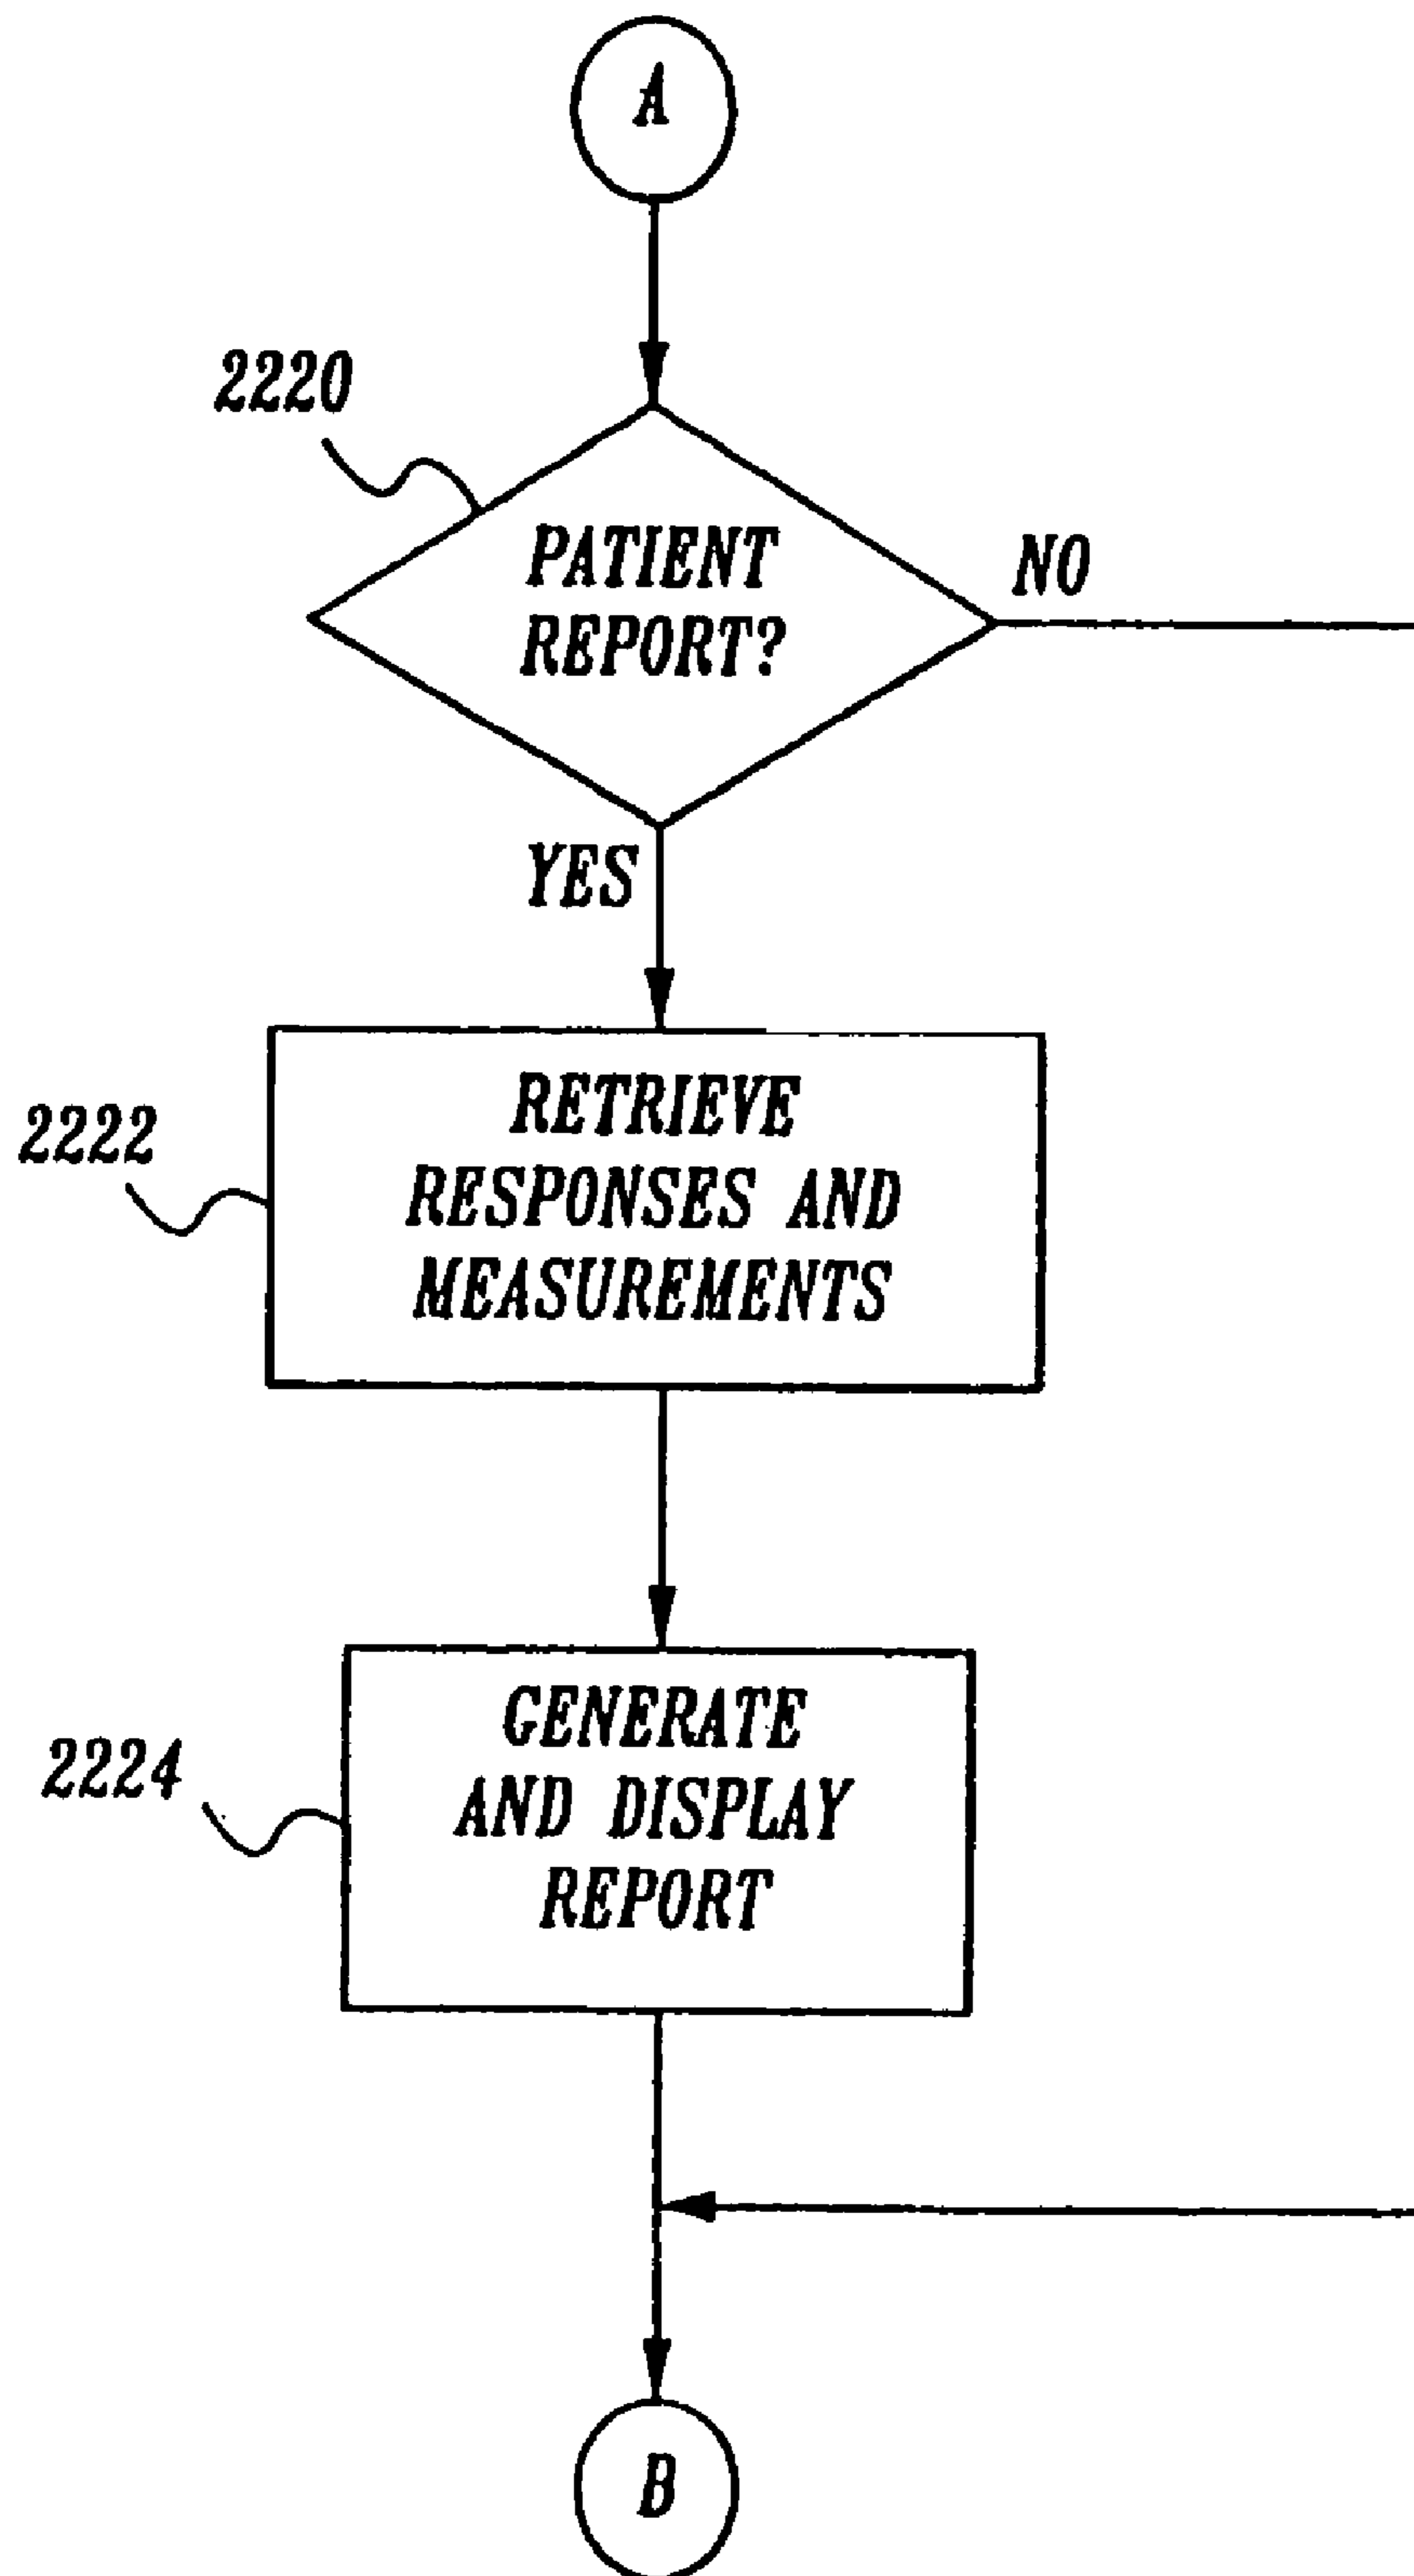 A
2220
PATIENT
REPORT?
NO
YES
2222
RETRIEVE
RESPONSES AND
MEASUREMENTS
2224
GENERATE
AND DISPLAY
REPORT
B